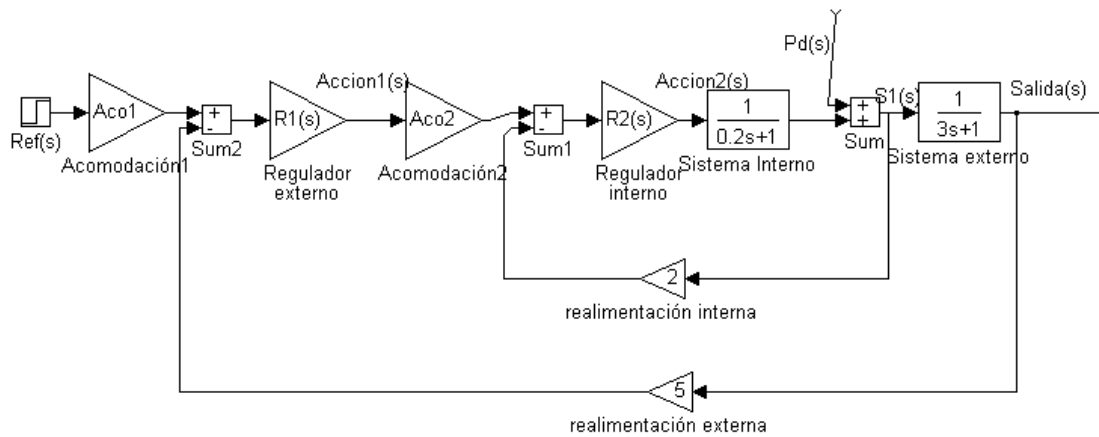 Pd(s)
Accion1(s)
Accion2(s)
S1(s)
Salida(s)
Aco1
+
-
R1(s)
Aco2
+
-
R2(s)
1
0.2s+1
+
+
1
3s+1
Ref(s)
Acomodación1
Sum2
Regulador
externo
Acomodación2
Sum1
Regulador
interno
Sistema Interno
Sum
Sistema externo
2
realimentación interna
5
realimentación externa